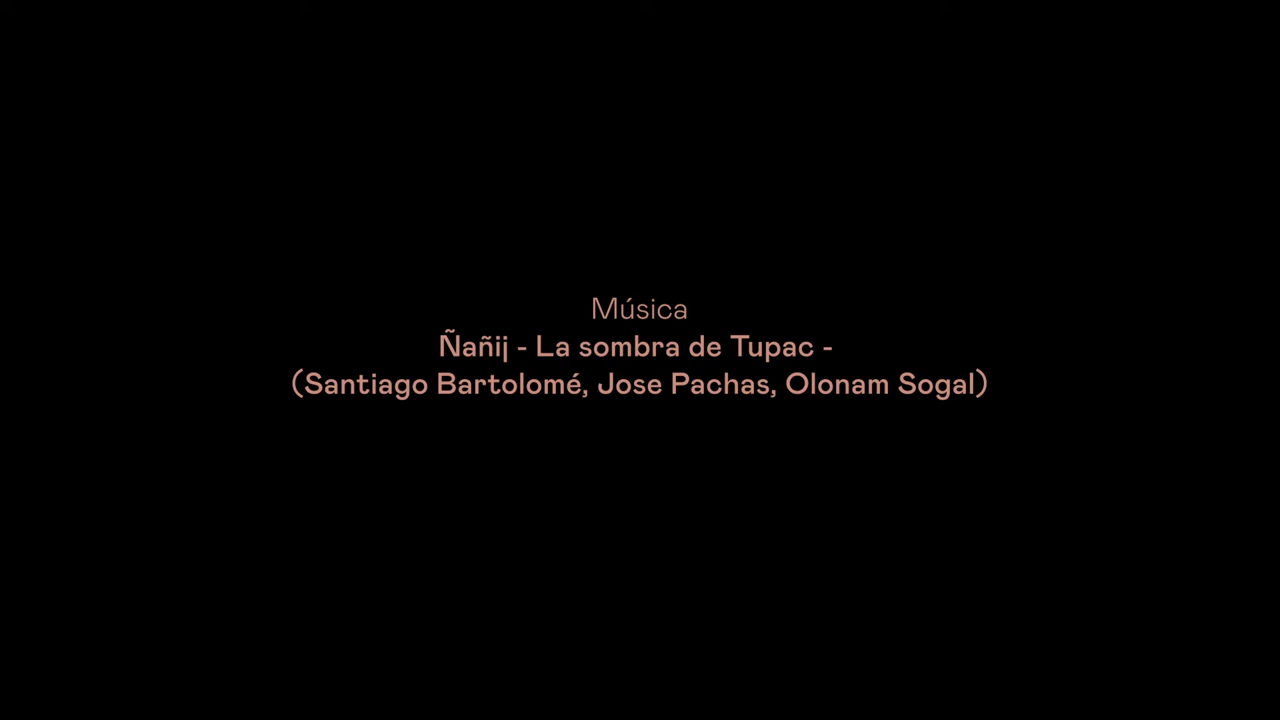 Música
Ñañij - La sombra de Tupac -
(Santiago Bartolomé, Jose Pachas, Olonam Sogal)